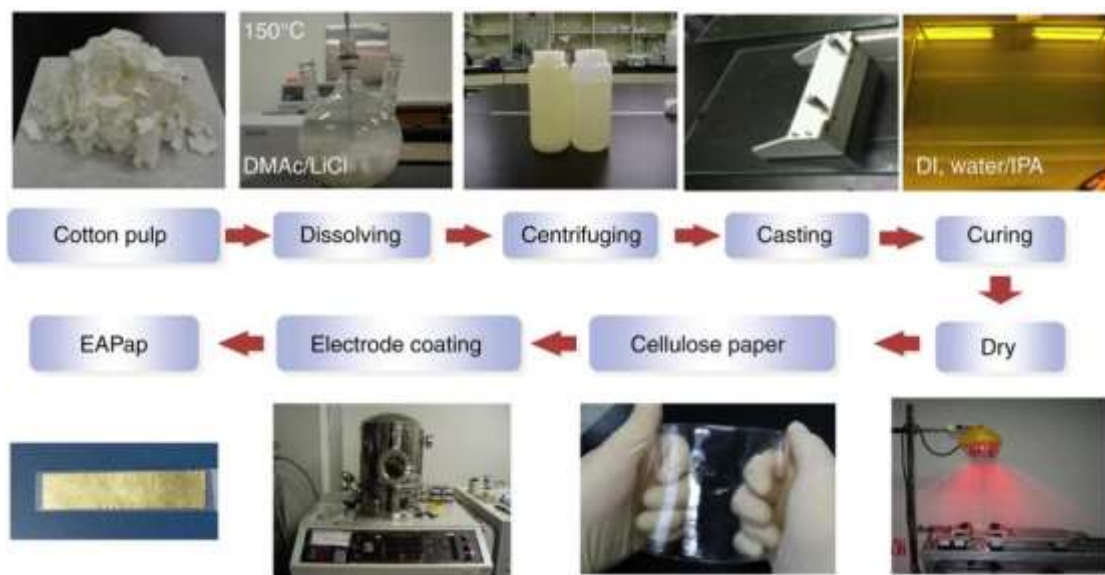 150°C
DMAc/LiCl
DI, water/IPA
Cotton pulp
Dissolving
Centrifuging
Casting
Curing
EAPap
Electrode coating
Cellulose paper
Dry